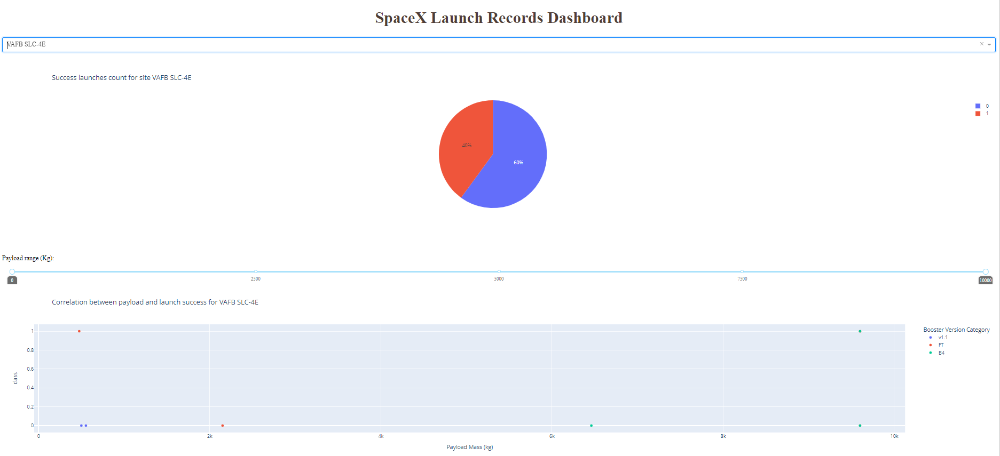 SpaceX Launch Records Dashboard
VAFB SLC-4E
Success launches count for site VAFB SLC-4E
0
1
40%
60%
Payload range (Kg):
0 2500 5000 7500 10000
Correlation between payload and launch success for VAFB SLC-4E
Booster Version Category
v1.1
FT
B4
1
0.8
0.6
0.4
0.2
0
class
0 2k 4k 6k 8k 10k
Payload Mass (kg)